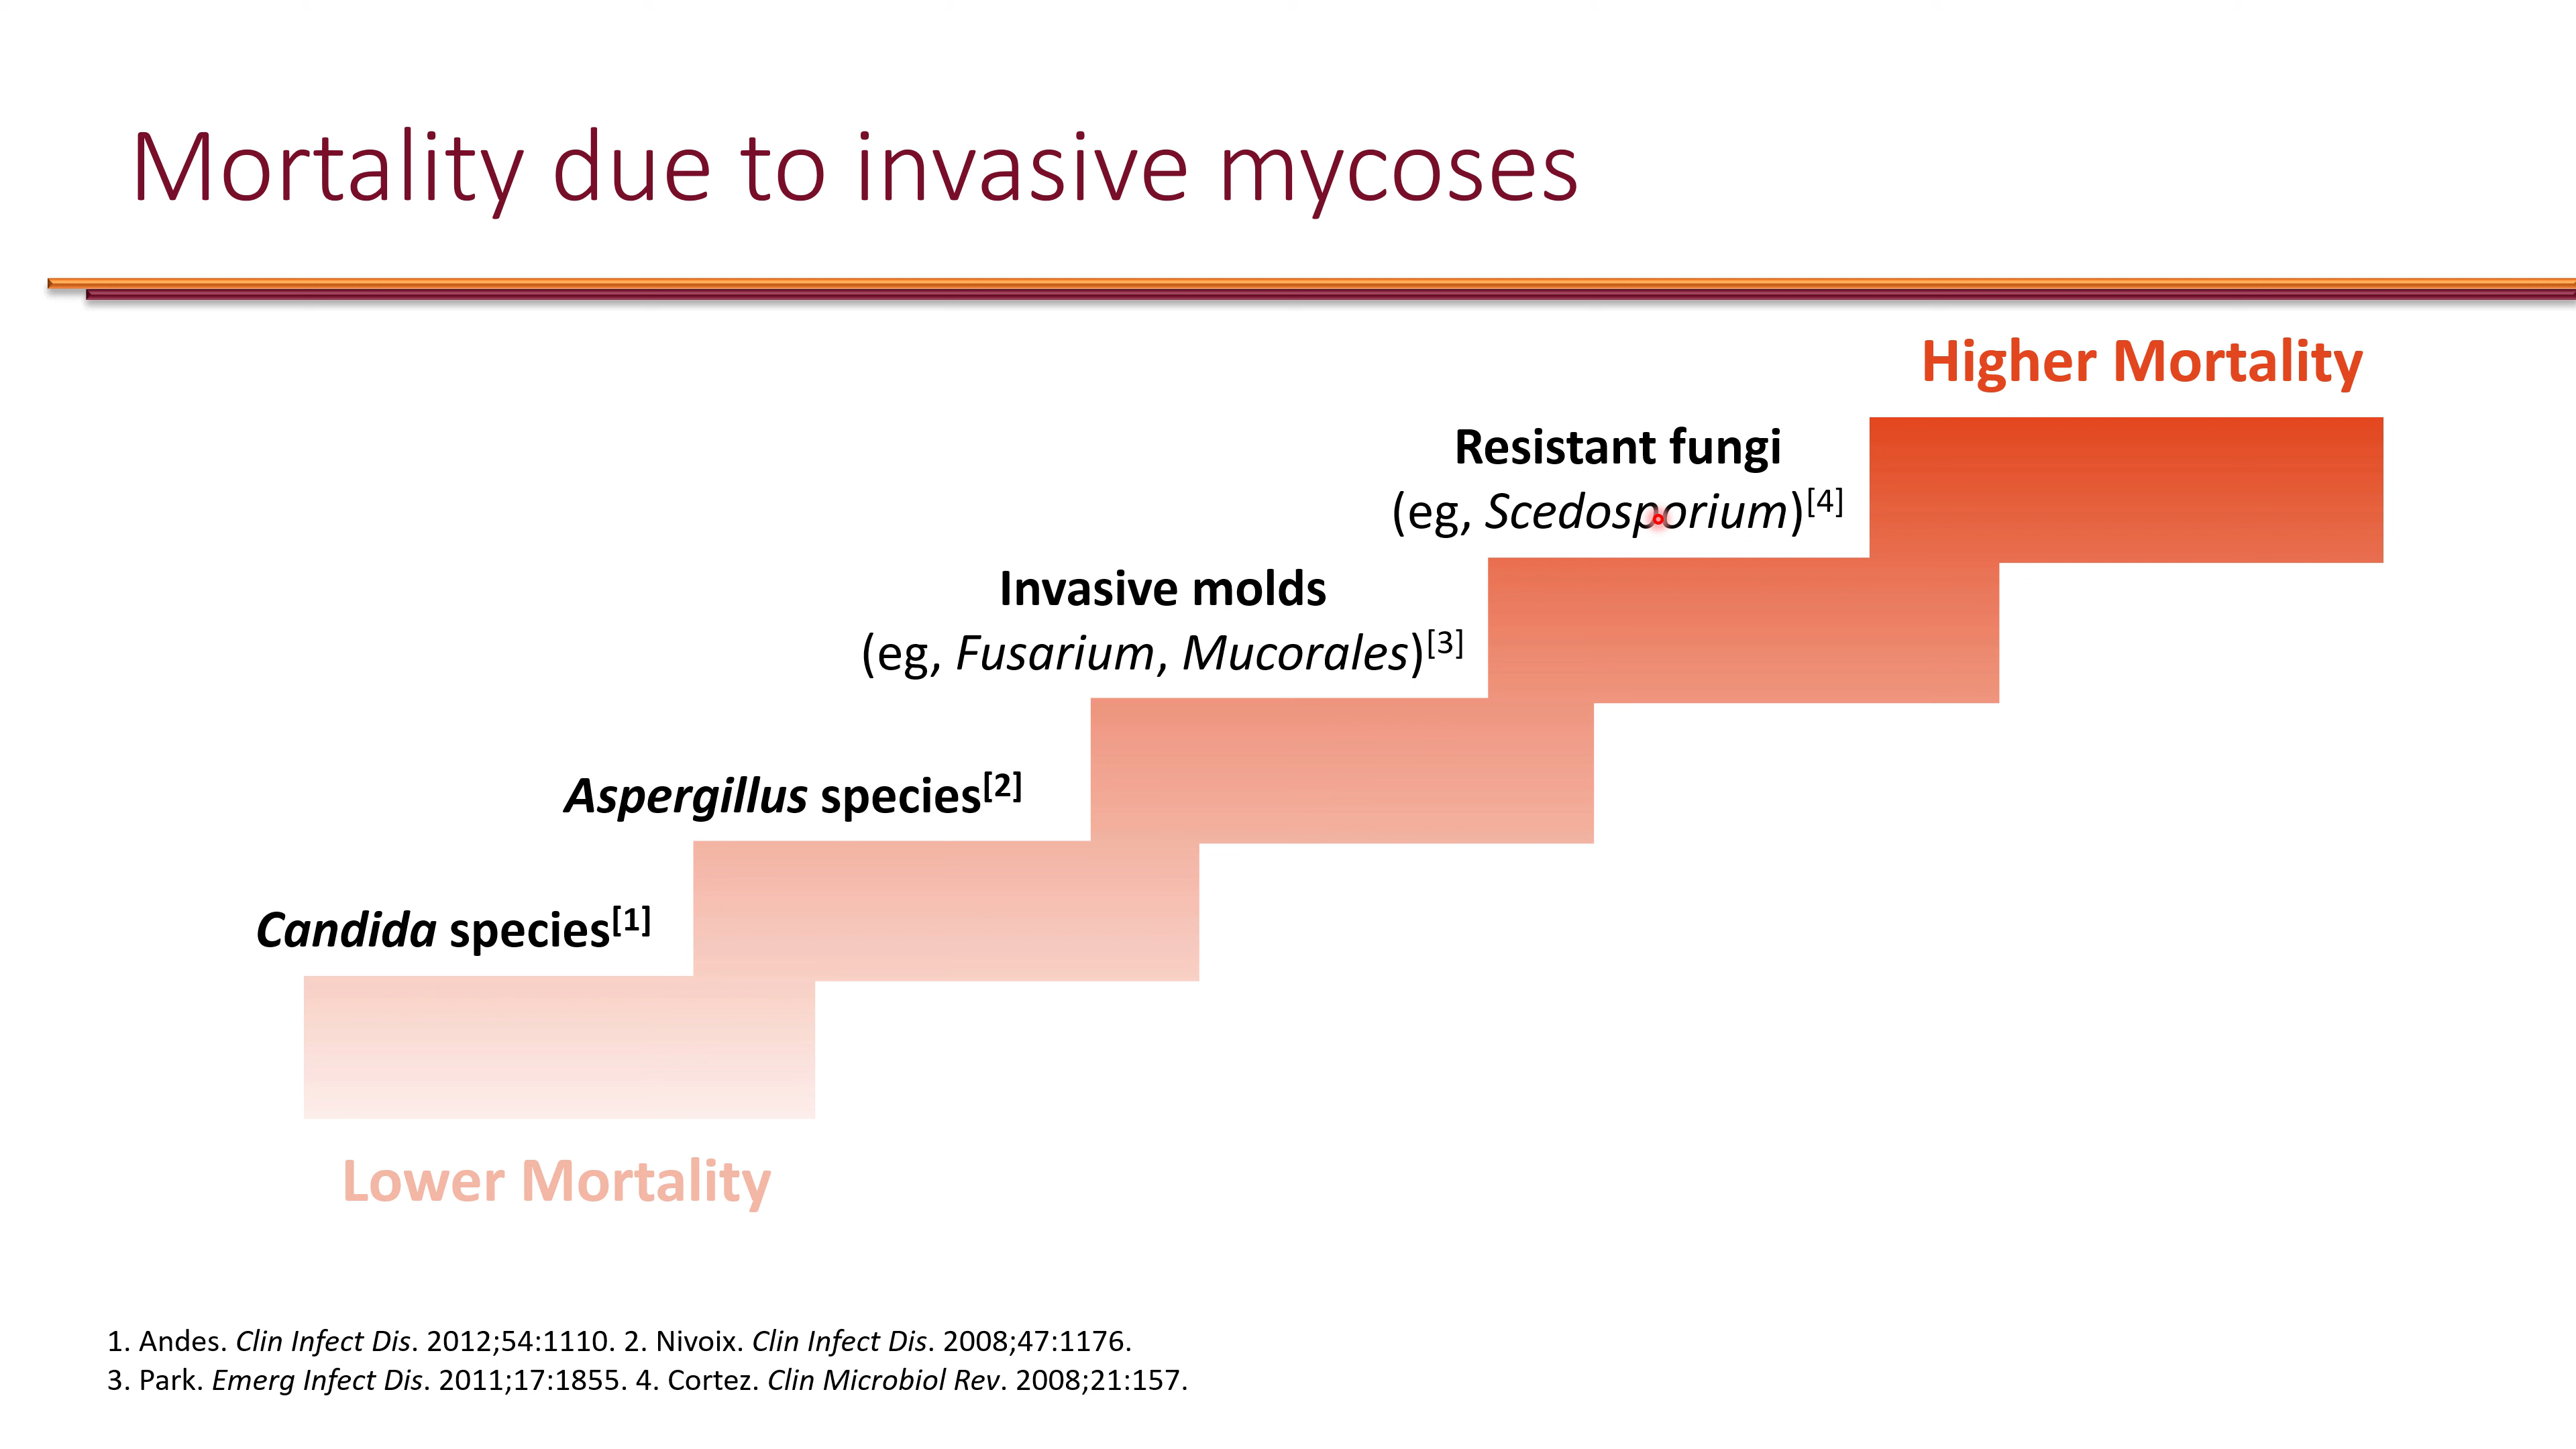 Mortality due to invasive mycoses
Higher Mortality
Resistant fungi
(eg, Scedosporium)[4]
Invasive molds
(eg, Fusarium, Mucorales)[3]
Aspergillus species[2]
Candida species[1]
Lower Mortality
1. Andes. Clin Infect Dis. 2012;54:1110. 2. Nivoix. Clin Infect Dis. 2008;47:1176.
3. Park. Emerg Infect Dis. 2011;17:1855. 4. Cortez. Clin Microbiol Rev. 2008;21:157.